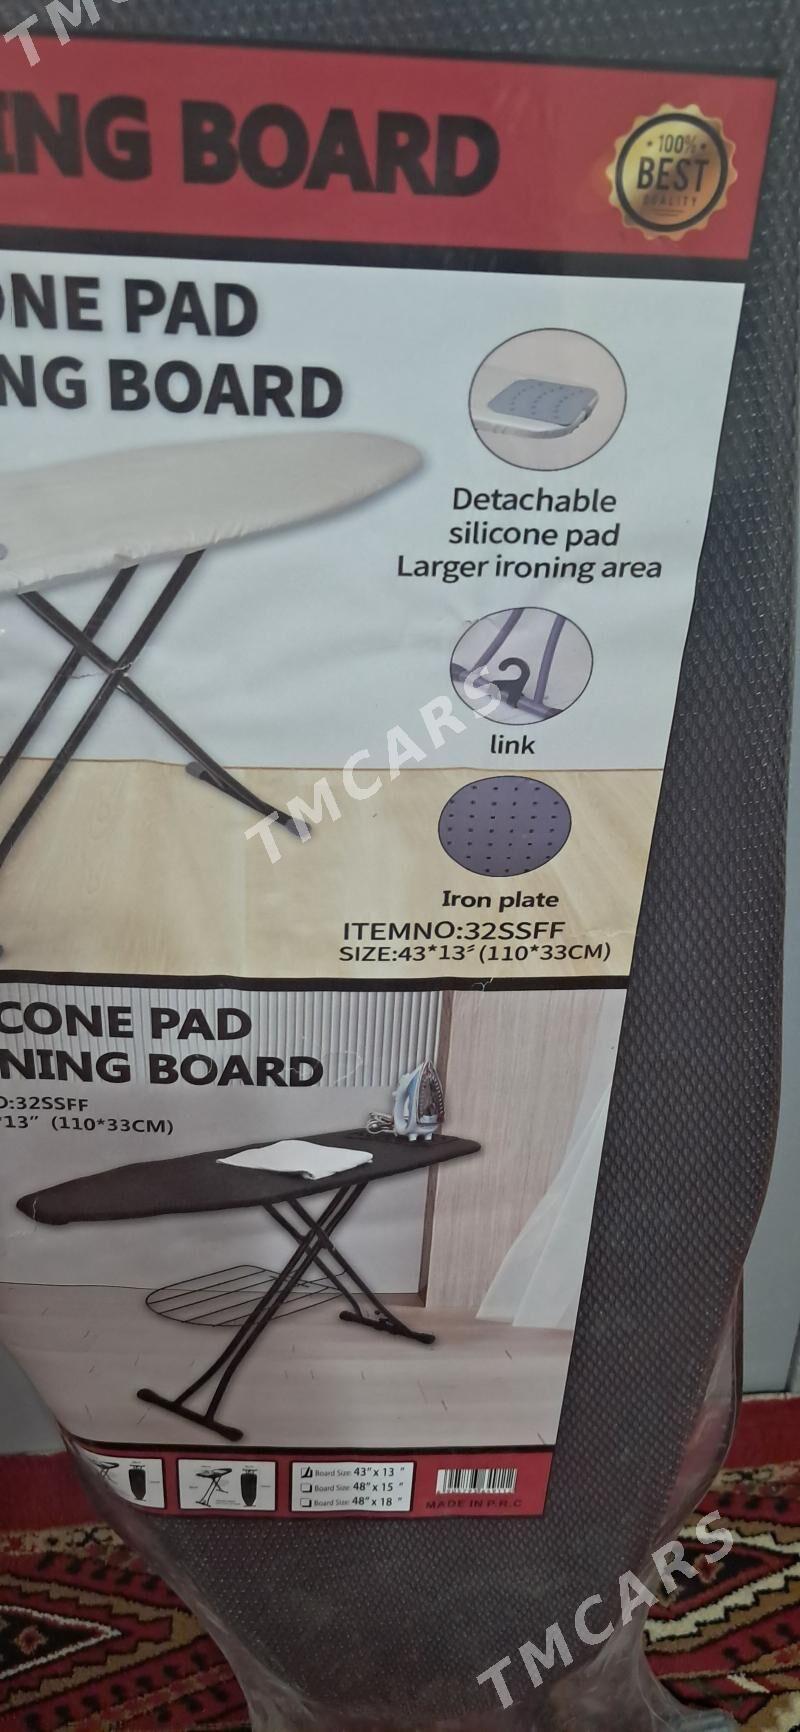 ING BOARD
100%
BEST
QUALITY
ONE PAD
NG BOARD
Detachable
silicone pad
Larger ironing area
link
TMCARS
Iron plate
ITEMNO:32SSFF
SIZE:43*13"(110*33CM)
CONE PAD
NING BOARD
O:32SSFF
*13" (110*33CM)
Board Size: 43" x 13 "
Board Size: 48" x 15 "
Board Size: 48" x 18 "
MADE IN P.R.C
TMCARS